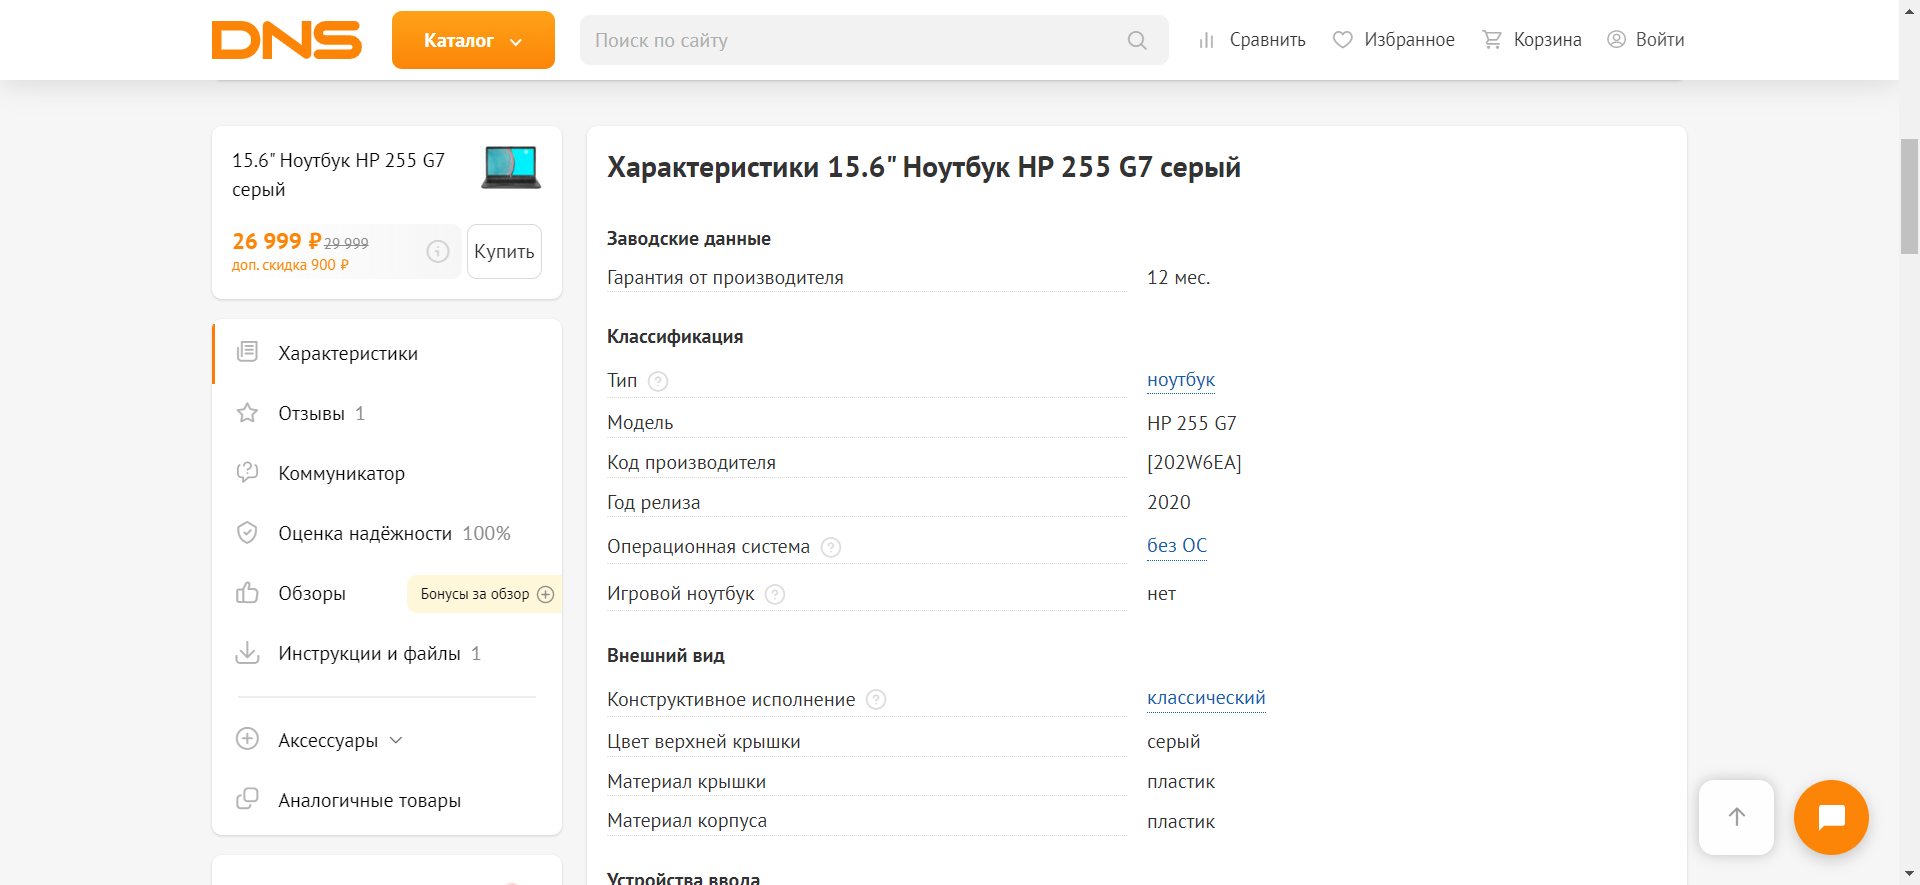 DNS
Каталог
Поиск по сайту
Сравнить
Избранное
Корзина
Войти
15.6" Ноутбук HP 255 G7
серый
26 999 ₽ 29 999
доп. скидка 900 ₽
Купить
Характеристики
Отзывы 1
Коммуникатор
Оценка надёжности 100%
Обзоры
Бонусы за обзор
Инструкции и файлы 1
Аксессуары
Аналогичные товары
Характеристики 15.6" Ноутбук HP 255 G7 серый
Заводские данные
Гарантия от производителя 12 мес.
Классификация
Тип ? ноутбук
Модель HP 255 G7
Код производителя [202W6EA]
Год релиза 2020
Операционная система ? без ОС
Игровой ноутбук ? нет
Внешний вид
Конструктивное исполнение ? классический
Цвет верхней крышки серый
Материал крышки пластик
Материал корпуса пластик
Устройства ввода